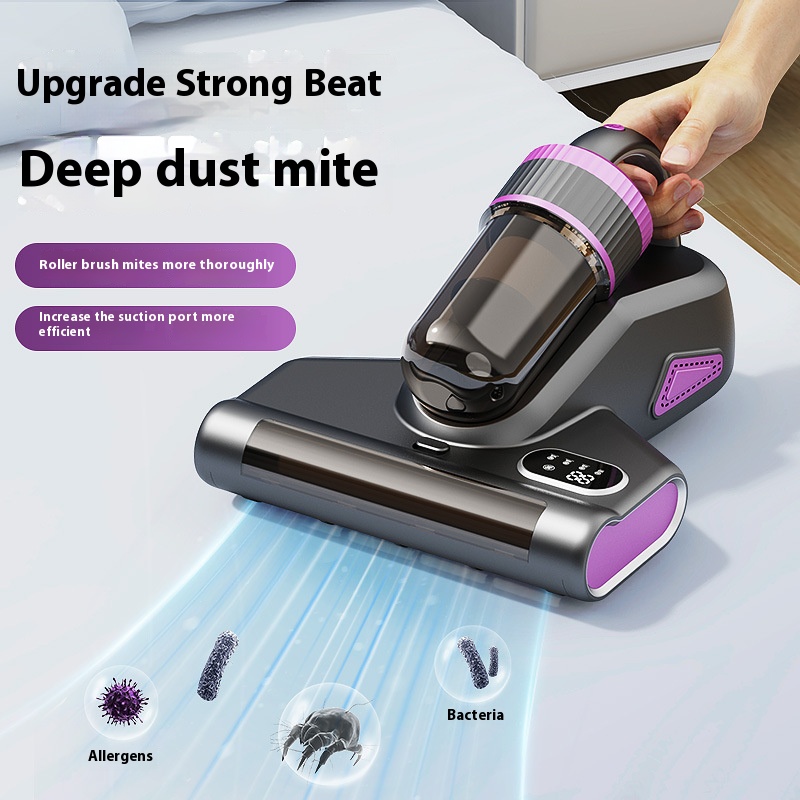 Upgrade Strong Beat
Deep dust mite
Roller brush mites more thoroughly
Increase the suction port more
efficient
Bacteria
Allergens